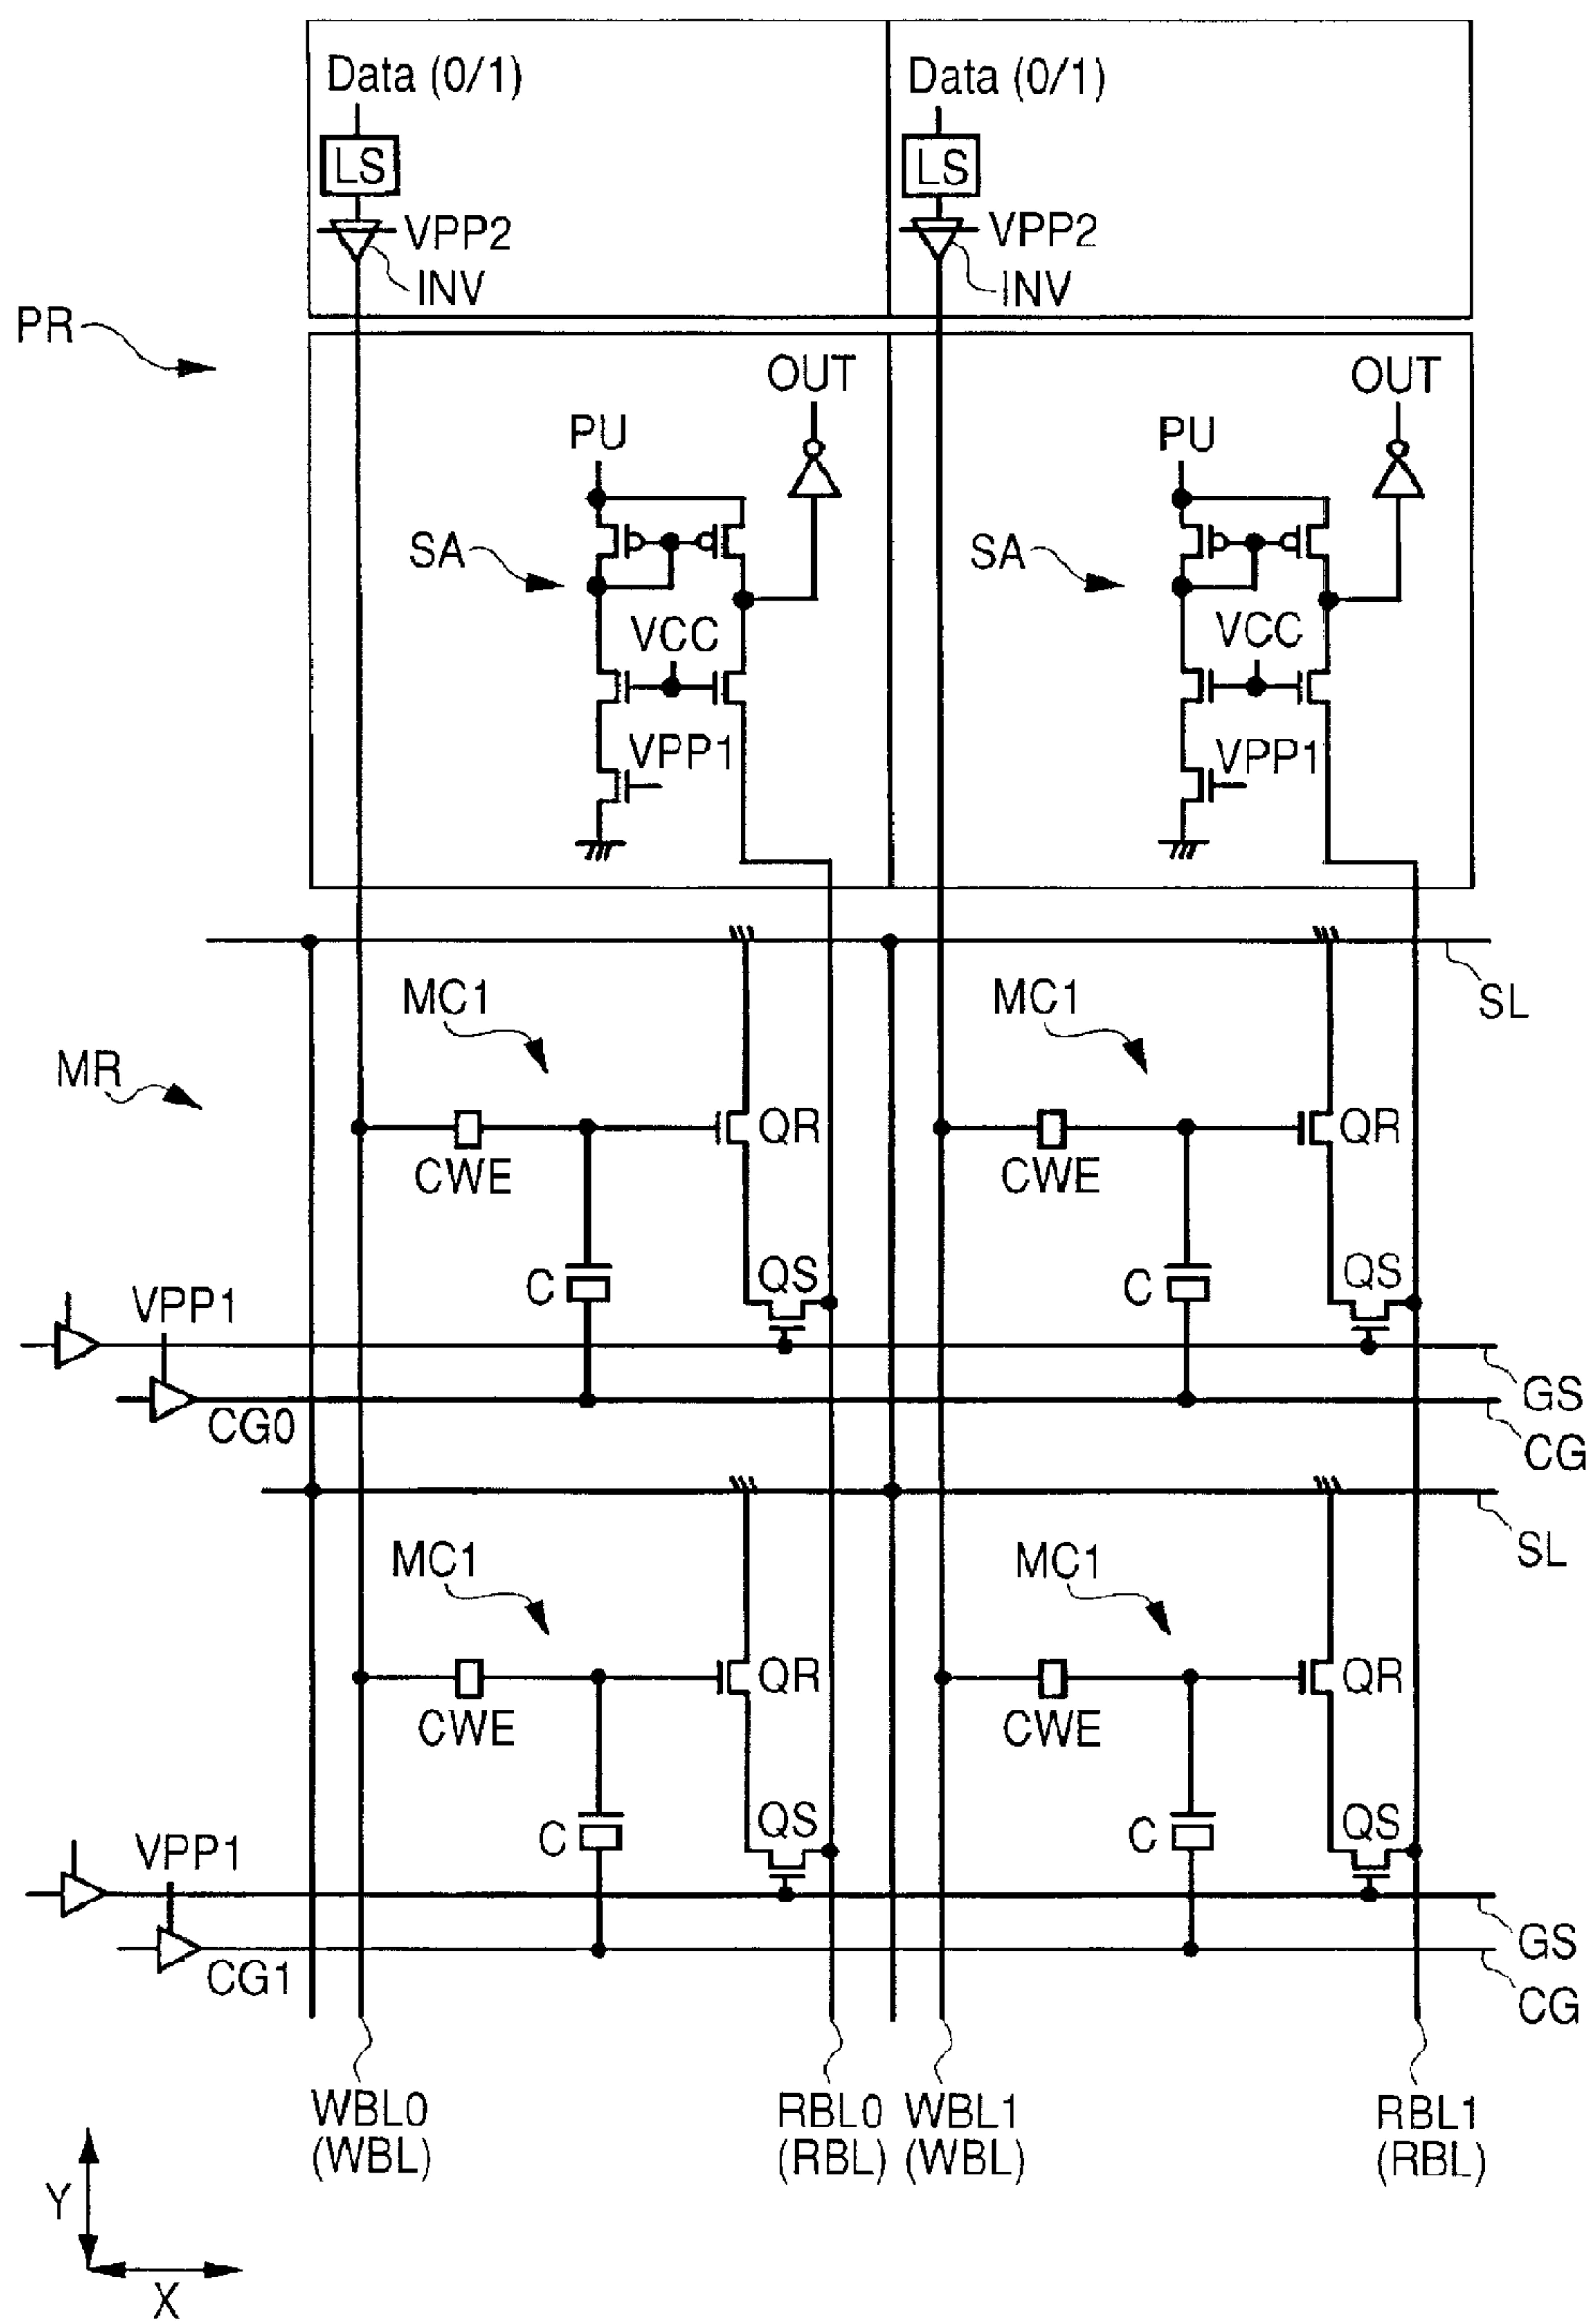 Data (0/1) Data (0/1)
LS LS
VPP2 VPP2
INV INV
PR
OUT OUT
PU PU
SA SA
VCC VCC
VPP1 VPP1
MC1 MC1 SL
MR
QR QR
CWE CWE
C QS C QS
VPP1
GS
CG0 CG
SL
MC1 MC1
QR QR
CWE CWE
C QS C QS
VPP1
GS
CG1 CG
WBL0 RBL0 WBL1 RBL1
(WBL) (RBL) (WBL) (RBL)
Y
X